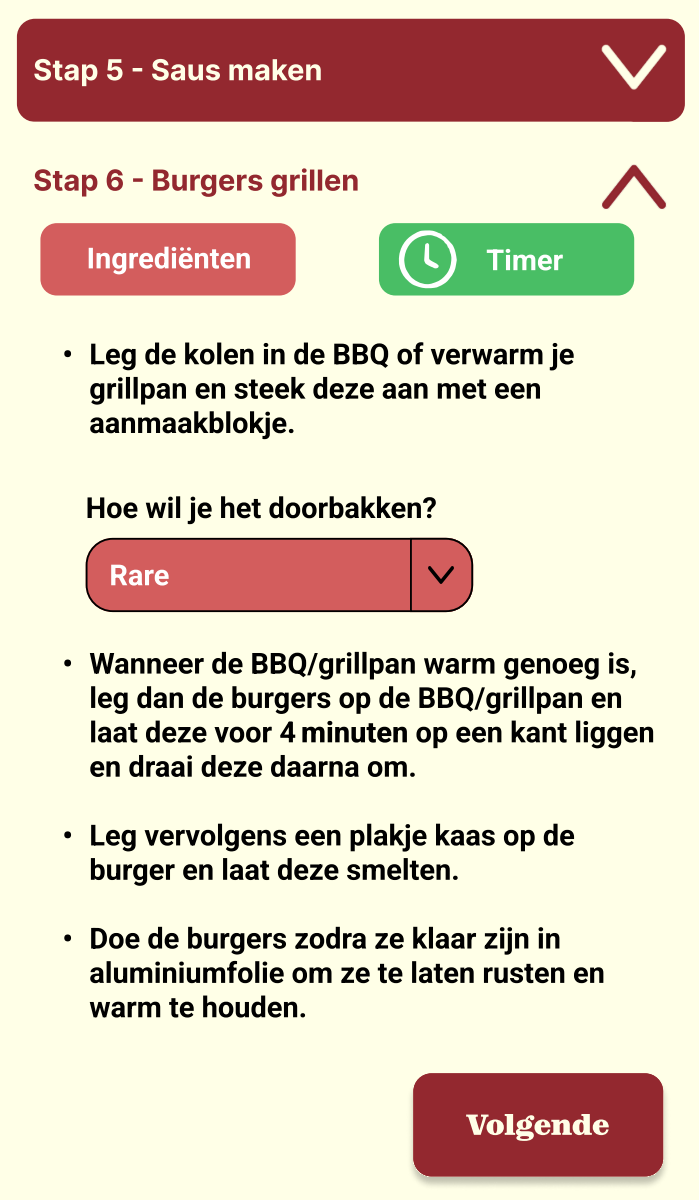 Stap 5 - Saus maken
Stap 6 - Burgers grillen
Ingrediënten
Timer
• Leg de kolen in de BBQ of verwarm je
grillpan en steek deze aan met een
aanmaakblokje.
Hoe wil je het doorbakken?
Rare
• Wanneer de BBQ/grillpan warm genoeg is,
leg dan de burgers op de BBQ/grillpan en
laat deze voor 4 minuten op een kant liggen
en draai deze daarna om.
• Leg vervolgens een plakje kaas op de
burger en laat deze smelten.
• Doe de burgers zodra ze klaar zijn in
aluminiumfolie om ze te laten rusten en
warm te houden.
Volgende